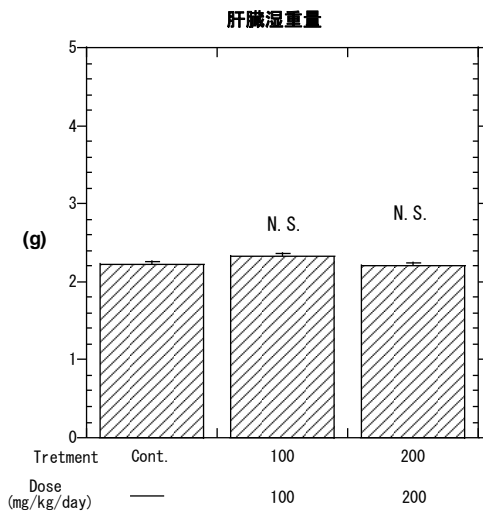 肝臓湿重量
5
4
3
(g)
2
1
0
N. S.
N. S.
Tretment Cont. 100 200
Dose
(mg/kg/day) — 100 200